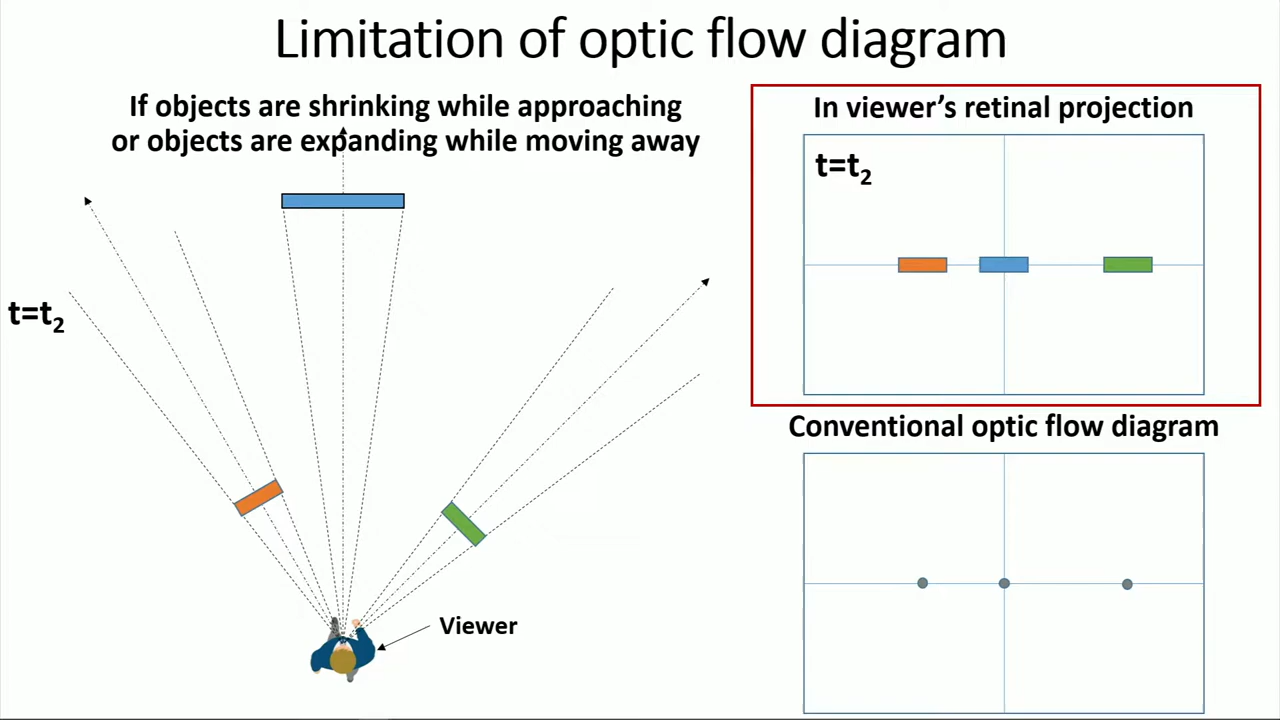 Limitation of optic flow diagram
If objects are shrinking while approaching
or objects are expanding while moving away
t=t₂
Viewer
In viewer's retinal projection
t=t₂
Conventional optic flow diagram